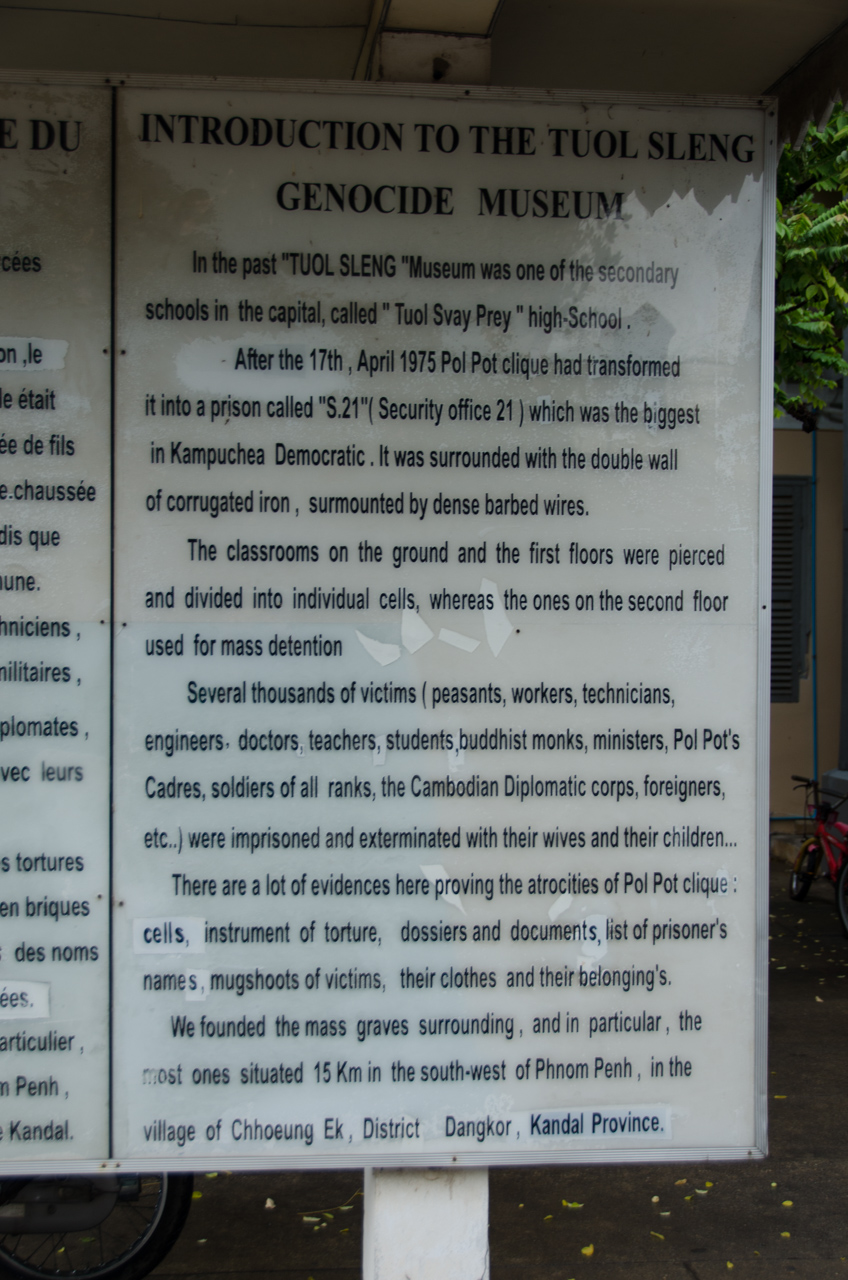 E DU
cées
on ,le
le était
ée de fils
e.chaussée
dis que
une.
hniciens ,
nilitaires ,
plomates ,
vec leurs
s tortures
en briques
des noms
ées.
articulier ,
m Penh ,
e Kandal.
INTRODUCTION TO THE TUOL SLENG
GENOCIDE MUSEUM
In the past "TUOL SLENG "Museum was one of the secondary
schools in the capital, called " Tuol Svay Prey " high-School .
- After the 17th , April 1975 Pol Pot clique had transformed
it into a prison called "S.21"( Security office 21 ) which was the biggest
in Kampuchea Democratic . It was surrounded with the double wall
of corrugated iron , surmounted by dense barbed wires.
The classrooms on the ground and the first floors were pierced
and divided into individual cells, whereas the ones on the second floor
used for mass detention
Several thousands of victims ( peasants, workers, technicians,
engineers, doctors, teachers, students,buddhist monks, ministers, Pol Pot's
Cadres, soldiers of all ranks, the Cambodian Diplomatic corps, foreigners,
etc..) were imprisoned and exterminated with their wives and their children...
There are a lot of evidences here proving the atrocities of Pol Pot clique :
cells, instrument of torture, dossiers and documents, list of prisoner's
names, mugshoots of victims, their clothes and their belonging's.
We founded the mass graves surrounding , and in particular , the
most ones situated 15 Km in the south-west of Phnom Penh , in the
village of Chhoeung Ek , District Dangkor , Kandal Province.